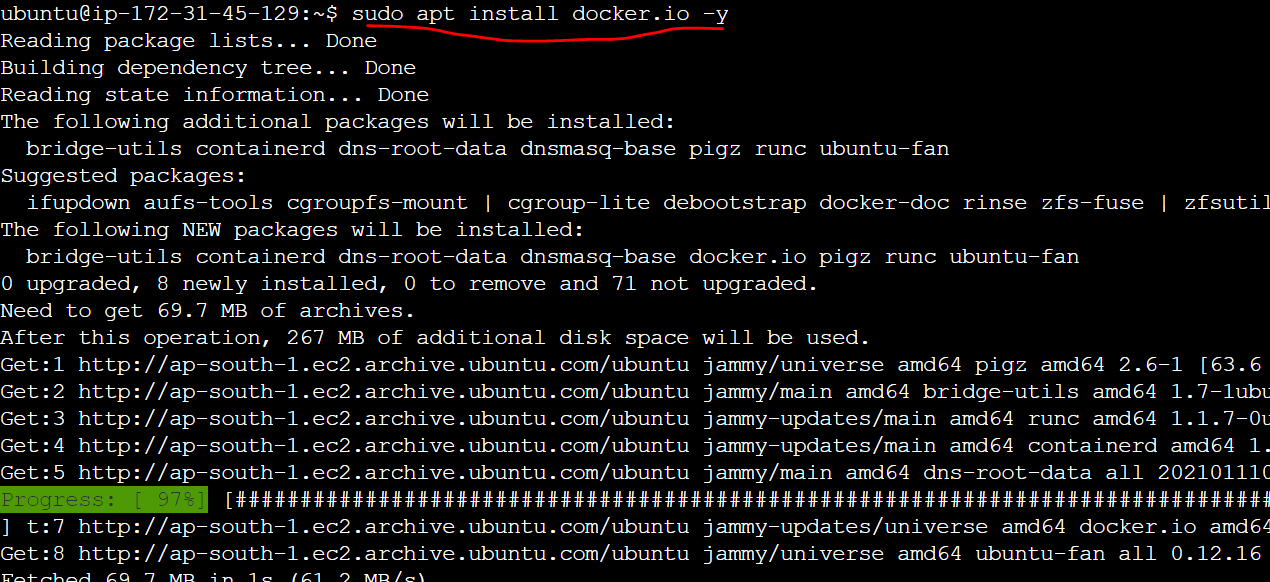 ubuntu@ip-172-31-45-129:~$ sudo apt install docker.io -y
Reading package lists... Done
Building dependency tree... Done
Reading state information... Done
The following additional packages will be installed:
  bridge-utils containerd dns-root-data dnsmasq-base pigz runc ubuntu-fan
Suggested packages:
  ifupdown aufs-tools cgroupfs-mount | cgroup-lite debootstrap docker-doc rinse zfs-fuse | zfsutil
The following NEW packages will be installed:
  bridge-utils containerd dns-root-data dnsmasq-base docker.io pigz runc ubuntu-fan
0 upgraded, 8 newly installed, 0 to remove and 71 not upgraded.
Need to get 69.7 MB of archives.
After this operation, 267 MB of additional disk space will be used.
Get:1 http://ap-south-1.ec2.archive.ubuntu.com/ubuntu jammy/universe amd64 pigz amd64 2.6-1 [63.6
Get:2 http://ap-south-1.ec2.archive.ubuntu.com/ubuntu jammy/main amd64 bridge-utils amd64 1.7-1ubu
Get:3 http://ap-south-1.ec2.archive.ubuntu.com/ubuntu jammy-updates/main amd64 runc amd64 1.1.7-0u
Get:4 http://ap-south-1.ec2.archive.ubuntu.com/ubuntu jammy-updates/main amd64 containerd amd64 1.
Get:5 http://ap-south-1.ec2.archive.ubuntu.com/ubuntu jammy/main amd64 dns-root-data all 202101110
Progress: [ 97%] [################################################################################
] t:7 http://ap-south-1.ec2.archive.ubuntu.com/ubuntu jammy-updates/universe amd64 docker.io amd64
Get:8 http://ap-south-1.ec2.archive.ubuntu.com/ubuntu jammy/universe amd64 ubuntu-fan all 0.12.16
Fetched 69.7 MB in 1s (61.2 MB/s)